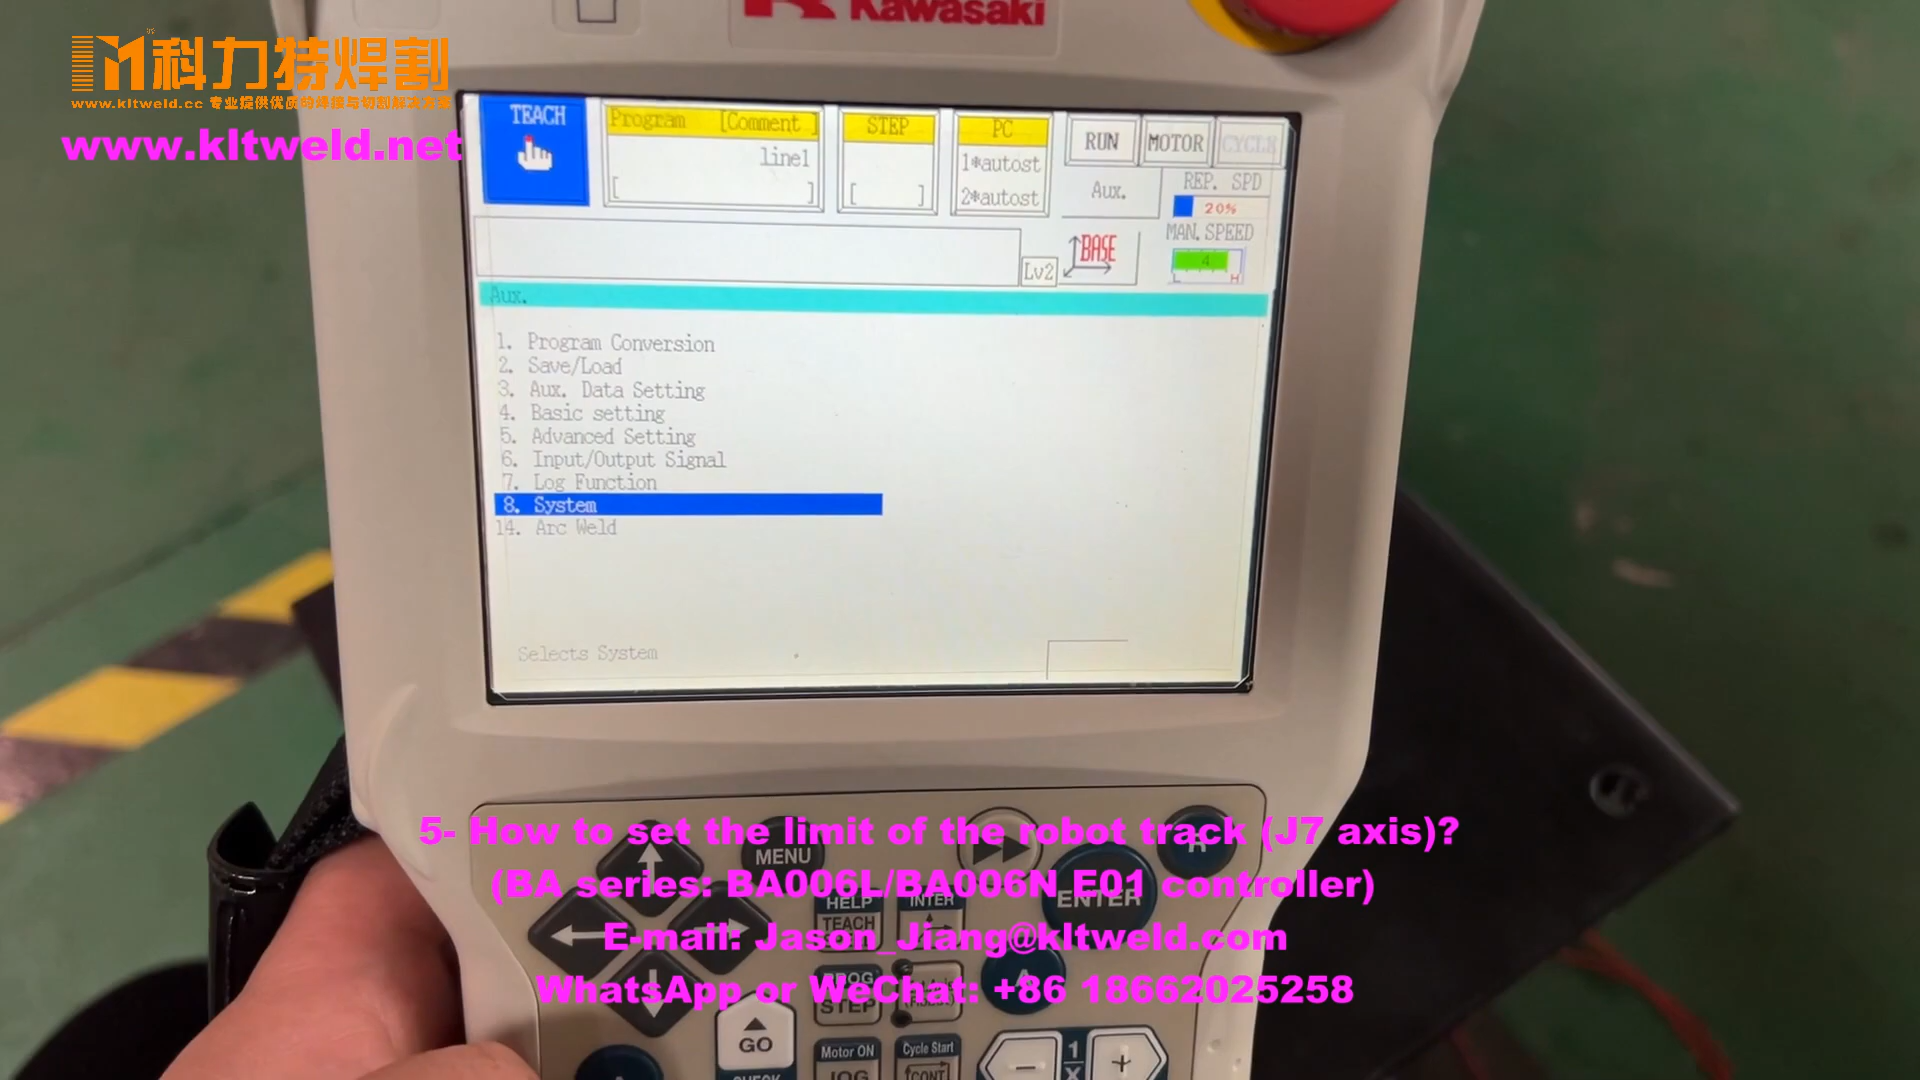 Kawasaki
科力特焊割
www.kltweld.cc 专业提供优质的焊接与切割解决方案
www.kltweld.net
TEACH
Program [Comment ]
line1
[ ]
STEP
[ ]
PC
1*autost
2*autost
RUN MOTOR CYCLE
Aux.
REP. SPD
20%
MAN. SPEED
4
L H
Lv2
BASE
Aux.
1. Program Conversion
2. Save/Load
3. Aux. Data Setting
4. Basic setting
5. Advanced Setting
6. Input/Output Signal
7. Log Function
8. System
14. Arc Weld
Selects System
5- How to set the limit of the robot track (J7 axis)?
(BA series: BA006L/BA006N E01 controller)
E-mail: Jason_Jiang@kltweld.com
WhatsApp or WeChat: +86 18662025258
MENU
R
HELP
TEACH
INTER
ENTER
A
PROG
STEP
GO
CHECK
Motor ON
JOG
Cycle Start
CONT
-
1
X
+
A